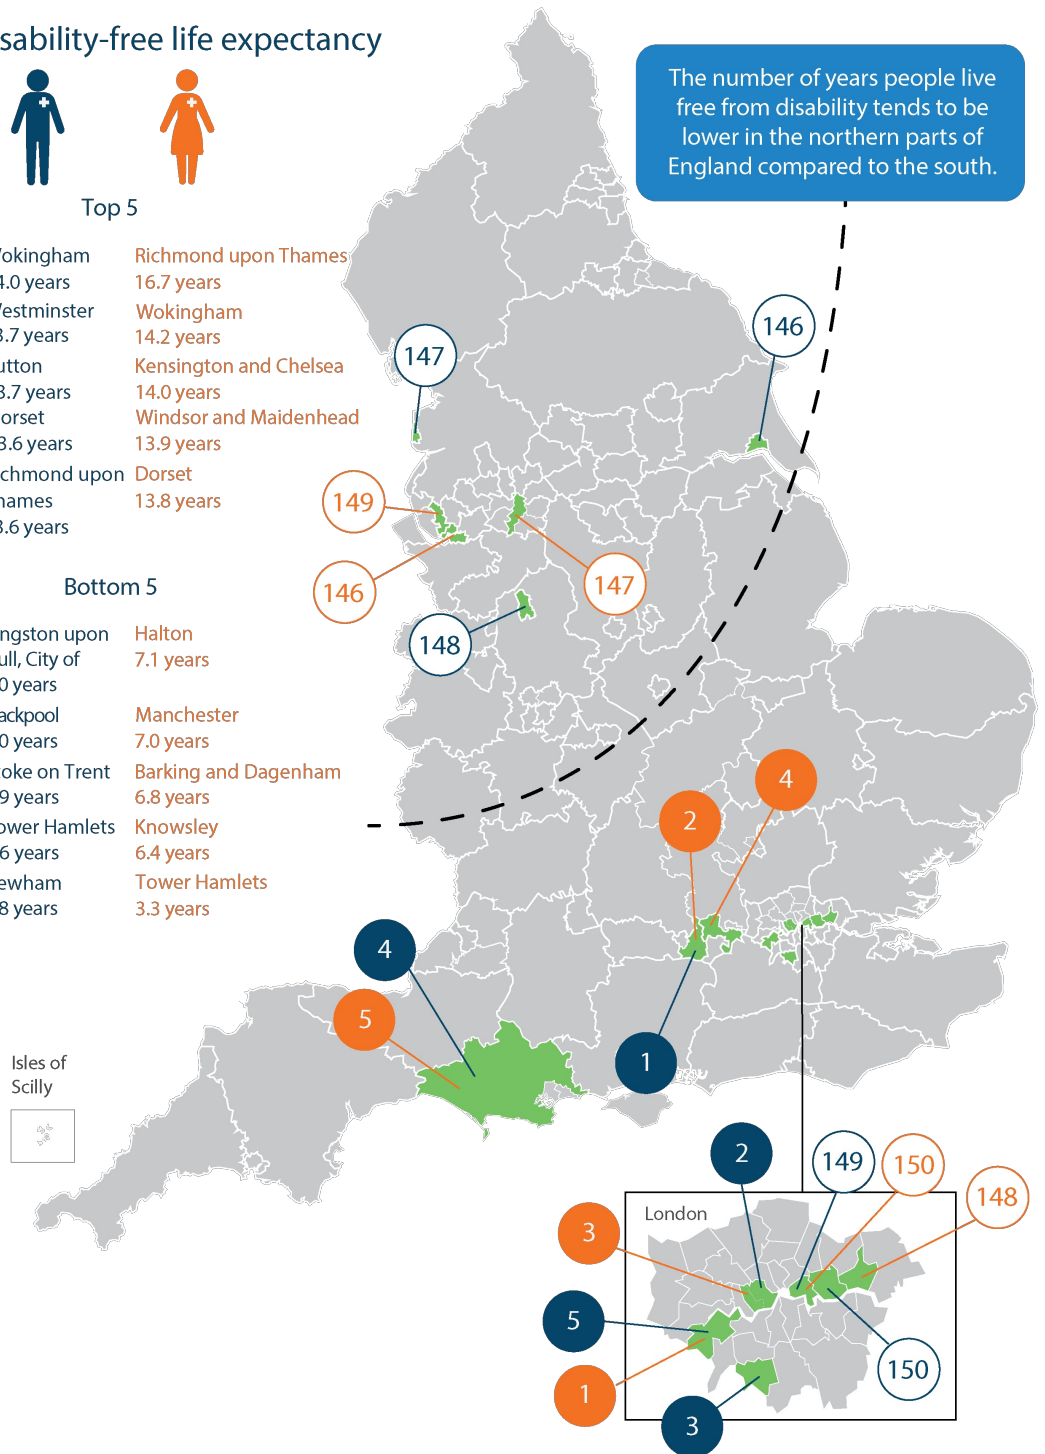 sability-free life expectancy
The number of years people live
free from disability tends to be
lower in the northern parts of
England compared to the south.
Top 5
okingham
4.0 years
estminster
3.7 years
utton
3.7 years
orset
3.6 years
chmond upon
hames
3.6 years
Richmond upon Thames
16.7 years
Wokingham
14.2 years
Kensington and Chelsea
14.0 years
Windsor and Maidenhead
13.9 years
Dorset
13.8 years
Bottom 5
ngston upon
ull, City of
0 years
ackpool
0 years
oke on Trent
9 years
ower Hamlets
6 years
ewham
8 years
Halton
7.1 years
Manchester
7.0 years
Barking and Dagenham
6.8 years
Knowsley
6.4 years
Tower Hamlets
3.3 years
146
147
149
146
147
148
4
2
4
5
1
Isles of
Scilly
2
149
150
148
London
3
5
1
3
150